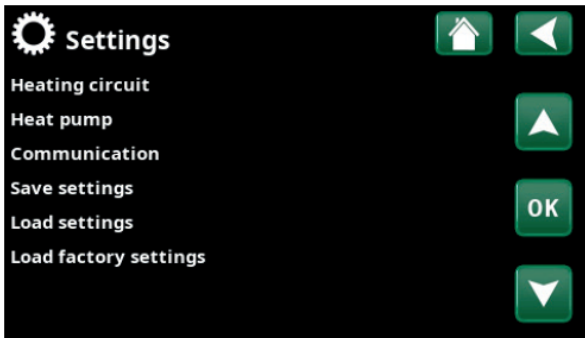 Settings
Heating circuit
Heat pump
Communication
Save settings
OK
Load settings
Load factory settings